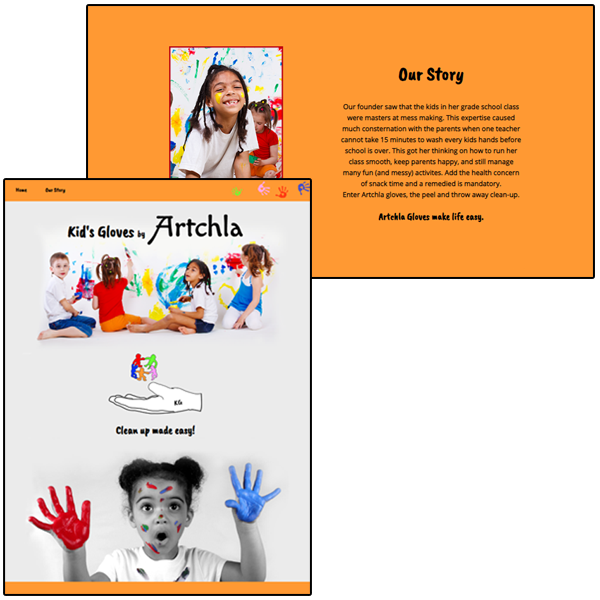 Our Story
Our founder saw that the kids in her grade school class
were masters at mess making. This expertise caused
much consternation with the parents when one teacher
cannot take 15 minutes to wash every kids hands before
school is over. This got her thinking on how to run her
class smooth, keep parents happy, and still manage
many fun (and messy) activites. Add the health concern
of snack time and a remedied is mandatory.
Enter Artchla gloves, the peel and throw away clean-up.
Artchla Gloves make life easy.
Home Our Story
Kid's Gloves by Artchla
KG
Clean up made easy!